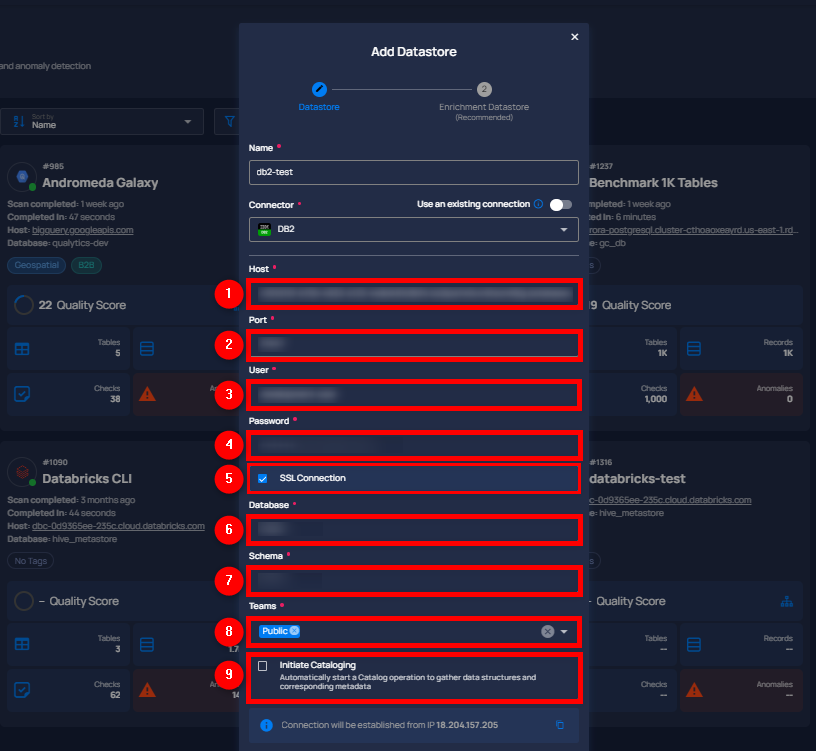 Add Datastore
2
Datastore
Enrichment Datastore
(Recommended)
and anomaly detection
Sort by
Name
Name *
db2-test
Connector *
Use an existing connection
DB2
Host *
1
Port *
2
User *
3
Password *
4
5
SSL Connection
Database *
6
Schema *
7
Teams *
8
Public
9
Initiate Cataloging
Automatically start a Catalog operation to gather data structures and
corresponding metadata
Connection will be established from IP 18.204.157.205
#985
Andromeda Galaxy
Scan completed: 1 week ago
Completed In: 47 seconds
Host: bigquery.googleapis.com
Database: qualytics-dev
Geospatial
B2B
22 Quality Score
Tables
5
Checks
38
#1090
Databricks CLI
Scan completed: 3 months ago
Completed In: 44 seconds
Host: dbc-0d9365ee-235c.cloud.databricks.com
Database: hive_metastore
No Tags
– Quality Score
Tables
3
Checks
62
#1237
Benchmark 1K Tables
mpleted: 1 week ago
ed In: 6 minutes
rora-postgresql.cluster-cthoaoxeayrd.us-east-1.rd...
e: gc_db
9 Quality Score
Tables
1K
Records
1K
Checks
1,000
Anomalies
0
#1316
databricks-test
c-0d9365ee-235c.cloud.databricks.com
e: hive_metastore
– Quality Score
Tables
--
Records
--
Checks
--
Anomalies
--